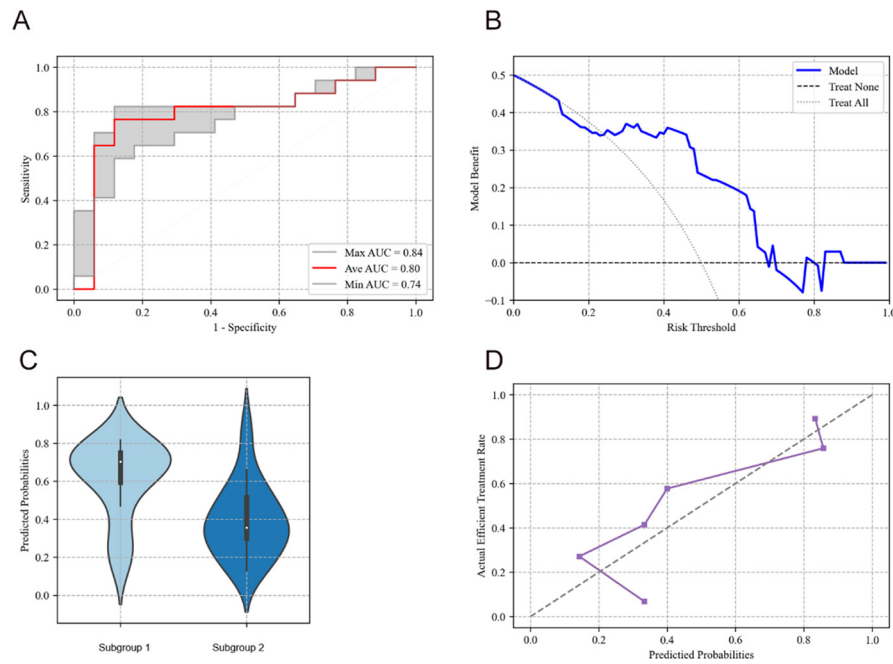 A
1.0
0.8
0.6
0.4
0.2
0.0
Sensitivity
Max AUC = 0.84
Ave AUC = 0.80
Min AUC = 0.74
0.0 0.2 0.4 0.6 0.8 1.0
1 - Specificity
B
0.5
0.4
0.3
0.2
0.1
0.0
−0.1
Model Benefit
Model
Treat None
Treat All
0.0 0.2 0.4 0.6 0.8 1.0
Risk Threshold
C
1.0
0.8
0.6
0.4
0.2
0.0
Predicted Probabilities
Subgroup 1 Subgroup 2
D
1.0
0.8
0.6
0.4
0.2
0.0
Actual Efficient Treatment Rate
0.0 0.2 0.4 0.6 0.8 1.0
Predictied Probabilities